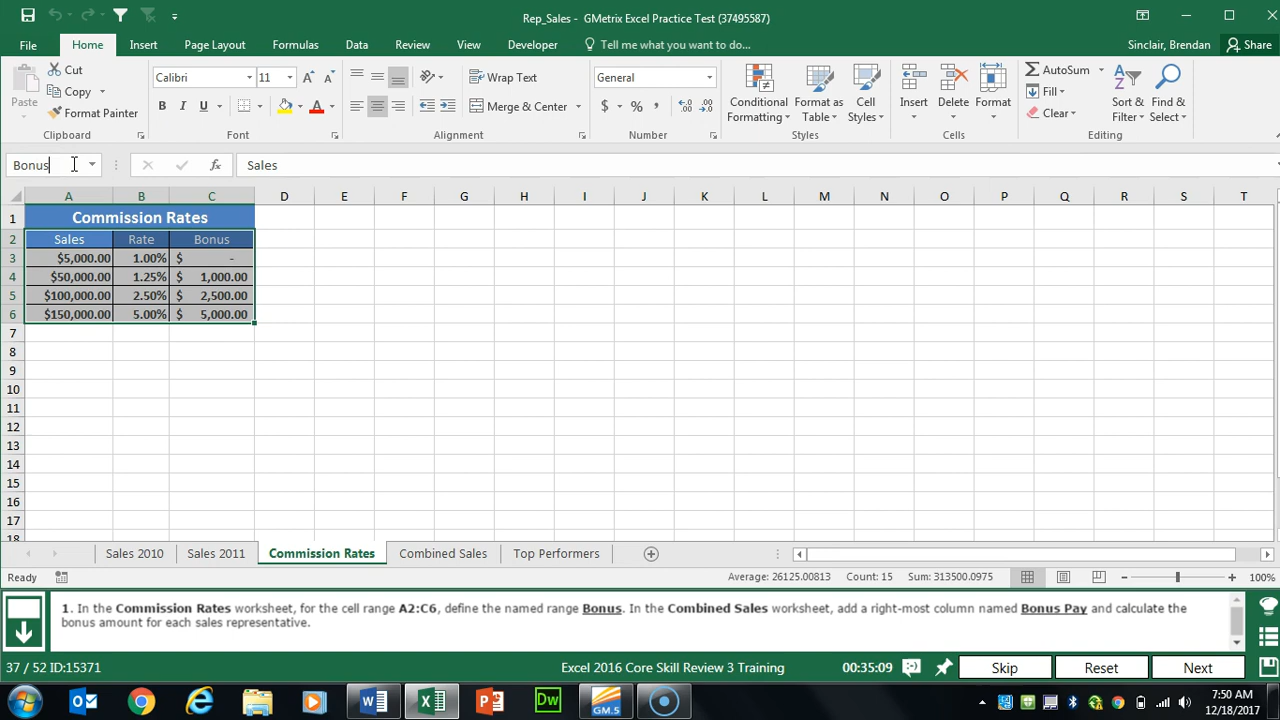 Rep_Sales - GMetrix Excel Practice Test (37495587)
File Home Insert Page Layout Formulas Data Review View Developer Tell me what you want to do... Sinclair, Brendan Share
Paste
Cut
Copy
Format Painter
Clipboard
Calibri 11
B I U
Font
Wrap Text
Merge & Center
Alignment
General
$ % ,
Number
Conditional Formatting
Format as Table
Cell Styles
Styles
Insert Delete Format
Cells
AutoSum
Fill
Clear
Sort & Filter
Find & Select
Editing
Bonus fx Sales
A B C D E F G H I J K L M N O P Q R S T
1 Commission Rates
2 Sales Rate Bonus
3 $5,000.00 1.00% $ -
4 $50,000.00 1.25% $ 1,000.00
5 $100,000.00 2.50% $ 2,500.00
6 $150,000.00 5.00% $ 5,000.00
7
8
9
10
11
12
13
14
15
16
17
18
Sales 2010 Sales 2011 Commission Rates Combined Sales Top Performers
Ready Average: 26125.00813 Count: 15 Sum: 313500.0975 100%
1. In the Commission Rates worksheet, for the cell range A2:C6, define the named range Bonus. In the Combined Sales worksheet, add a right-most column named Bonus Pay and calculate the
bonus amount for each sales representative.
37 / 52 ID:15371 Excel 2016 Core Skill Review 3 Training 00:35:09 Skip Reset Next
Dw GM.5 7:50 AM
12/18/2017